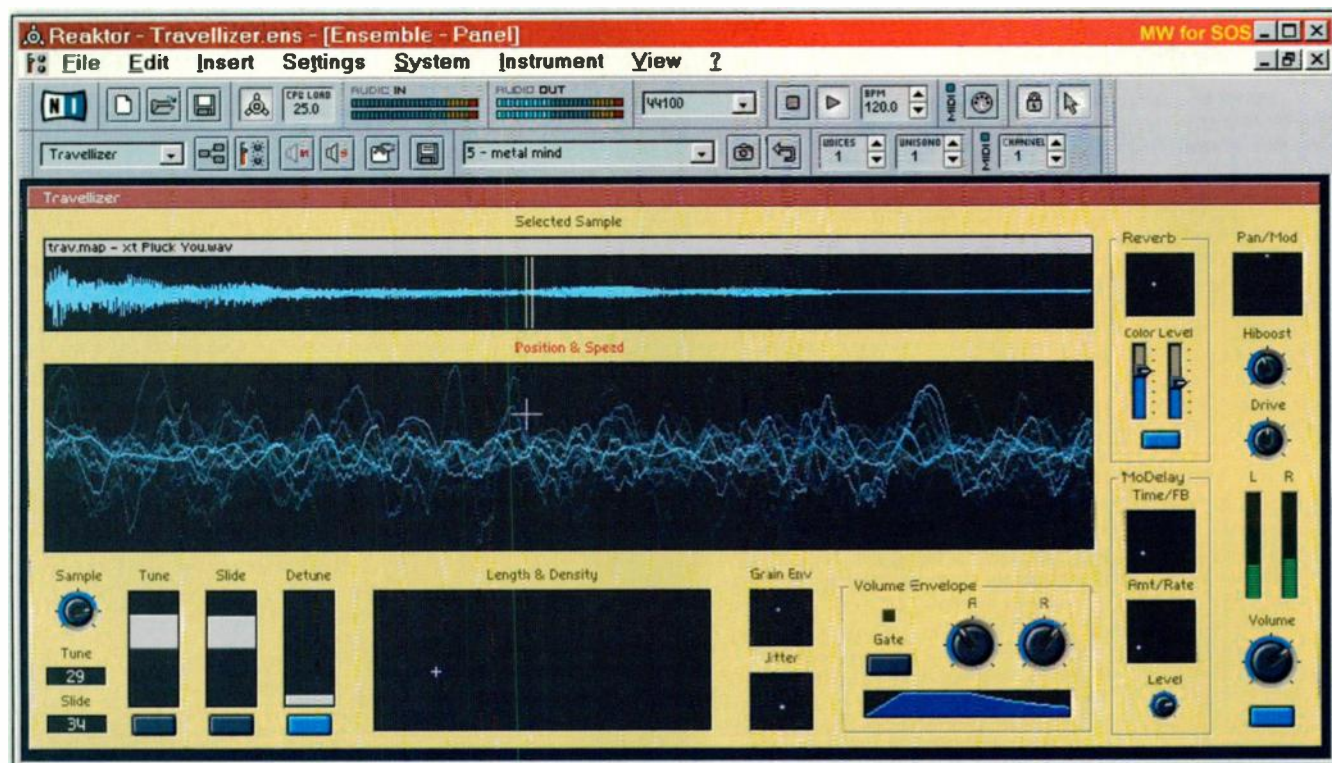 Reaktor - Travellizer.ens - [Ensemble - Panel] MW for SOS
File Edit Insert Settings System Instrument View ?
NI CPU LOAD 25.0 AUDIO IN AUDIO OUT 44100 BPM 120.0 MIDI
Travellizer 5 - metal mind VOICES 1 UNISONO 1 MIDI CHANNEL 1
Travellizer
Selected Sample
trav.map - xt Pluck You.wav
Position & Speed
Reverb
Color Level
Pan/Mod
Hiboost
Drive
L R
Volume
MoDelay
Time/FB
Amt/Rate
Level
Sample Tune Slide Detune
Tune
29
Slide
34
Length & Density
Grain Env
Jitter
Volume Envelope
A R
Gate